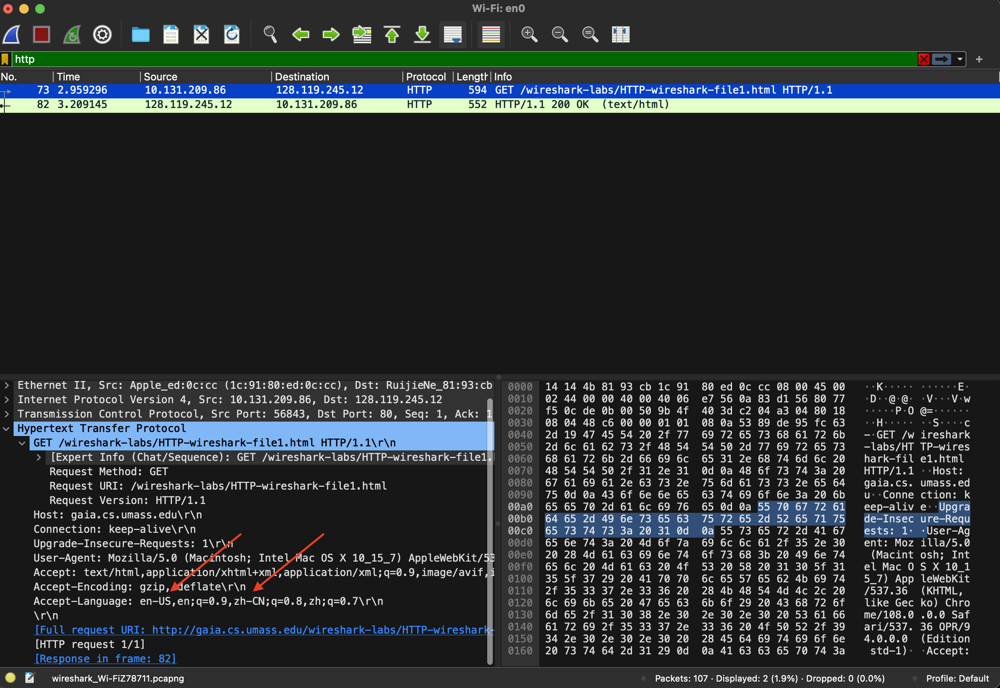 Wi-Fi: en0
http
No. Time Source Destination Protocol Length Info
73 2.959296 10.131.209.86 128.119.245.12 HTTP 594 GET /wireshark-labs/HTTP-wireshark-file1.html HTTP/1.1
82 3.209145 128.119.245.12 10.131.209.86 HTTP 552 HTTP/1.1 200 OK (text/html)
Ethernet II, Src: Apple_ed:0c:cc (1c:91:80:ed:0c:cc), Dst: RuijieNe_81:93:cb
Internet Protocol Version 4, Src: 10.131.209.86, Dst: 128.119.245.12
Transmission Control Protocol, Src Port: 56843, Dst Port: 80, Seq: 1, Ack: 1
Hypertext Transfer Protocol
GET /wireshark-labs/HTTP-wireshark-file1.html HTTP/1.1\r\n
[Expert Info (Chat/Sequence): GET /wireshark-labs/HTTP-wireshark-file1.
Request Method: GET
Request URI: /wireshark-labs/HTTP-wireshark-file1.html
Request Version: HTTP/1.1
Host: gaia.cs.umass.edu\r\n
Connection: keep-alive\r\n
Upgrade-Insecure-Requests: 1\r\n
User-Agent: Mozilla/5.0 (Macintosh; Intel Mac OS X 10_15_7) AppleWebKit/53
Accept: text/html,application/xhtml+xml,application/xml;q=0.9,image/avif,i
Accept-Encoding: gzip, deflate\r\n
Accept-Language: en-US,en;q=0.9,zh-CN;q=0.8,zh;q=0.7\r\n
\r\n
[Full request URI: http://gaia.cs.umass.edu/wireshark-labs/HTTP-wireshark-
[HTTP request 1/1]
[Response in frame: 82]
0000 14 14 4b 81 93 cb 1c 91 80 ed 0c cc 08 00 45 00 ··K····· ······E·
0010 02 44 00 00 40 00 40 06 e7 56 0a 83 d1 56 80 77 ·D··@·@· ·V···V·w
0020 f5 0c de 0b 00 50 9b 4f 40 3d c2 04 a3 04 80 18 ·····P·O @=······
0030 08 04 48 c6 00 00 01 01 08 0a 53 89 de 95 fc 63 ··H····· ··S····c
0040 2d 19 47 45 54 20 2f 77 69 72 65 73 68 61 72 6b -·GET /w ireshark
0050 2d 6c 61 62 73 2f 48 54 54 50 2d 77 69 72 65 73 -labs/HT TP-wires
0060 68 61 72 6b 2d 66 69 6c 65 31 2e 68 74 6d 6c 20 hark-fil e1.html
0070 48 54 54 50 2f 31 2e 31 0d 0a 48 6f 73 74 3a 20 HTTP/1.1 ··Host:
0080 67 61 69 61 2e 63 73 2e 75 6d 61 73 73 2e 65 64 gaia.cs. umass.ed
0090 75 0d 0a 43 6f 6e 6e 65 63 74 69 6f 6e 3a 20 6b u··Conne ction: k
00a0 65 65 70 2d 61 6c 69 76 65 0d 0a 55 70 67 72 61 eep-aliv e··Upgra
00b0 64 65 2d 49 6e 73 65 63 75 72 65 2d 52 65 71 75 de-Insec ure-Requ
00c0 65 73 74 73 3a 20 31 0d 0a 55 73 65 72 2d 41 67 ests: 1· ·User-Ag
00d0 65 6e 74 3a 20 4d 6f 7a 69 6c 6c 61 2f 35 2e 30 ent: Moz illa/5.0
00e0 20 28 4d 61 63 69 6e 74 6f 73 68 3b 20 49 6e 74 (Macint osh; Int
00f0 65 6c 20 4d 61 63 20 4f 53 20 58 20 31 30 5f 31 el Mac O S X 10_1
0100 35 5f 37 29 20 41 70 70 6c 65 57 65 62 4b 69 74 5_7) App leWebKit
0110 2f 35 33 37 2e 33 36 20 28 4b 48 54 4d 4c 2c 20 /537.36 (KHTML,
0120 6c 69 6b 65 20 47 65 63 6b 6f 29 20 43 68 72 6f like Gec ko) Chro
0130 6d 65 2f 31 30 38 2e 30 2e 30 2e 30 20 53 61 66 me/108.0 .0.0 Saf
0140 61 72 69 2f 35 33 37 2e 33 36 20 4f 50 52 2f 39 ari/537. 36 OPR/9
0150 34 2e 30 2e 30 2e 30 20 28 45 64 69 74 69 6f 6e 4.0.0.0 (Edition
0160 20 73 74 64 2d 31 29 0d 0a 41 63 63 65 70 74 3a std-1)· ·Accept:
wireshark_Wi-FiZ78711.pcapng
Packets: 107 · Displayed: 2 (1.9%) · Dropped: 0 (0.0%)
Profile: Default